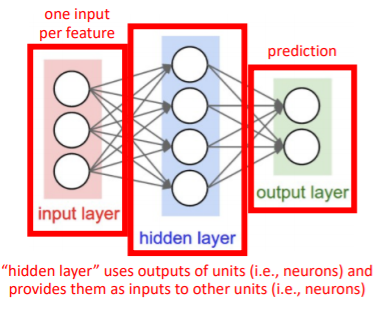 one input
per feature
prediction
input layer
hidden layer
output layer
“hidden layer” uses outputs of units (i.e., neurons) and
provides them as inputs to other units (i.e., neurons)